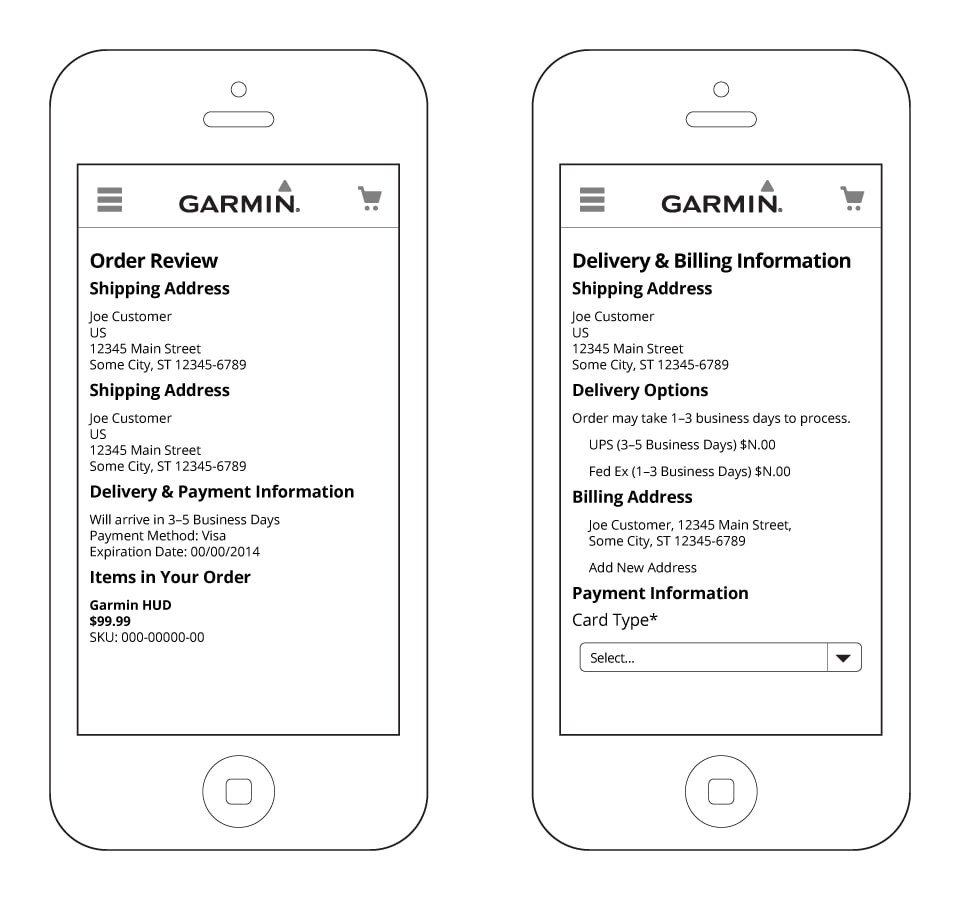 GARMIN.
Order Review
Shipping Address
Joe Customer
US
12345 Main Street
Some City, ST 12345-6789
Shipping Address
Joe Customer
US
12345 Main Street
Some City, ST 12345-6789
Delivery & Payment Information
Will arrive in 3–5 Business Days
Payment Method: Visa
Expiration Date: 00/00/2014
Items in Your Order
Garmin HUD
$99.99
SKU: 000-00000-00
GARMIN.
Delivery & Billing Information
Shipping Address
Joe Customer
US
12345 Main Street
Some City, ST 12345-6789
Delivery Options
Order may take 1–3 business days to process.
UPS (3–5 Business Days) $N.00
Fed Ex (1–3 Business Days) $N.00
Billing Address
Joe Customer, 12345 Main Street,
Some City, ST 12345-6789
Add New Address
Payment Information
Card Type*
Select...